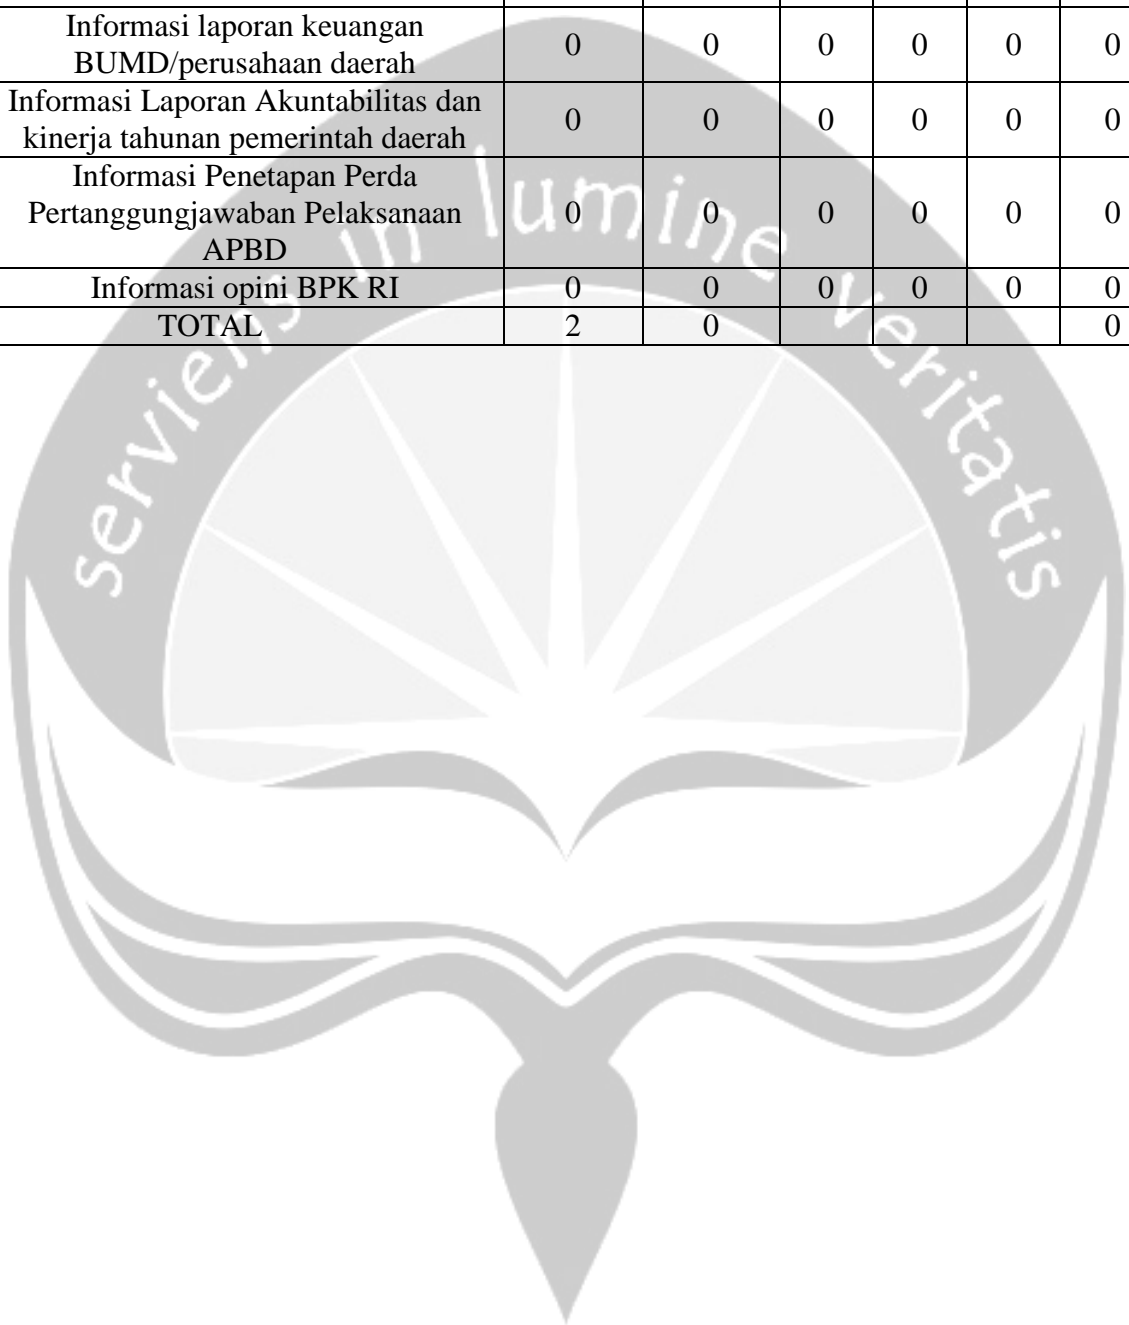 Informasi laporan keuangan
BUMD/perusahaan daerah 0 0 0 0 0 0
Informasi Laporan Akuntabilitas dan
kinerja tahunan pemerintah daerah 0 0 0 0 0 0
Informasi Penetapan Perda
Pertanggungjawaban Pelaksanaan 0 0 0 0 0 0
APBD
Informasi opini BPK RI 0 0 0 0 0 0
TOTAL 2 0 0
serviens in lumine veritatis